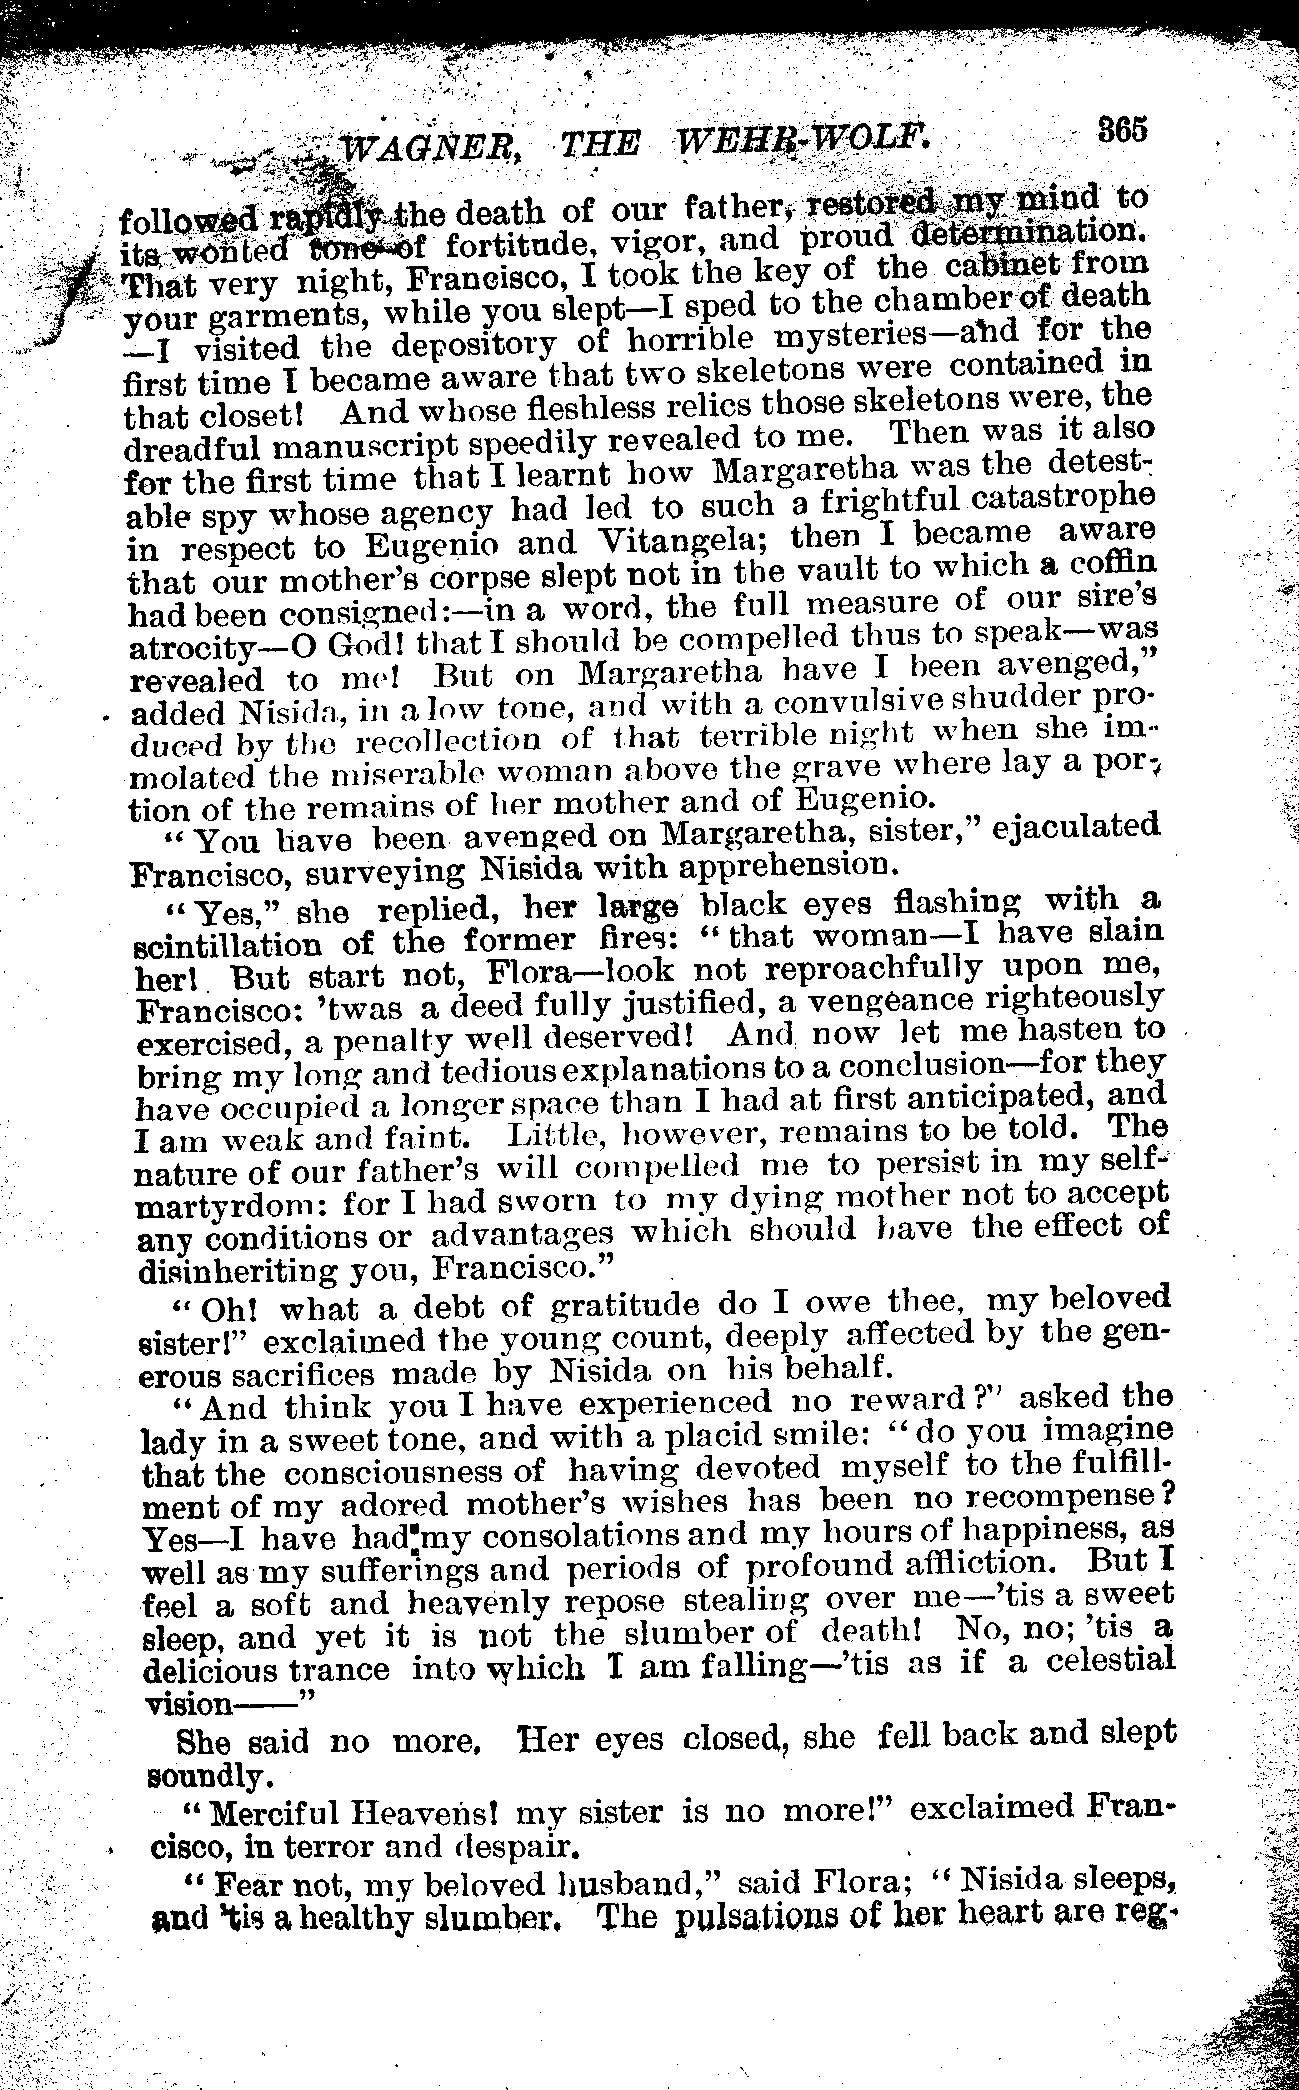 WAGNER, THE WEHR-WOLF. 365
followed rapidly the death of our father, restored my mind to
its wonted tone of fortitude, vigor, and proud determination.
That very night, Francisco, I took the key of the cabinet from
your garments, while you slept—I sped to the chamber of death
—I visited the depository of horrible mysteries—and for the
first time I became aware that two skeletons were contained in
that closet! And whose fleshless relics those skeletons were, the
dreadful manuscript speedily revealed to me. Then was it also
for the first time that I learnt how Margaretha was the detest-
able spy whose agency had led to such a frightful catastrophe
in respect to Eugenio and Vitangela; then I became aware
that our mother's corpse slept not in the vault to which a coffin
had been consigned:—in a word, the full measure of our sire's
atrocity—O God! that I should be compelled thus to speak—was
revealed to me! But on Margaretha have I been avenged,"
added Nisida, in a low tone, and with a convulsive shudder pro-
duced by the recollection of that terrible night when she im-
molated the miserable woman above the grave where lay a por-
tion of the remains of her mother and of Eugenio.
"You have been avenged on Margaretha, sister," ejaculated
Francisco, surveying Nisida with apprehension.
"Yes," she replied, her large black eyes flashing with a
scintillation of the former fires: "that woman—I have slain
her! But start not, Flora—look not reproachfully upon me,
Francisco: 'twas a deed fully justified, a vengeance righteously
exercised, a penalty well deserved! And now let me hasten to
bring my long and tedious explanations to a conclusion—for they
have occupied a longer space than I had at first anticipated, and
I am weak and faint. Little, however, remains to be told. The
nature of our father's will compelled me to persist in my self-
martyrdom: for I had sworn to my dying mother not to accept
any conditions or advantages which should have the effect of
disinheriting you, Francisco."
"Oh! what a debt of gratitude do I owe thee, my beloved
sister!" exclaimed the young count, deeply affected by the gen-
erous sacrifices made by Nisida on his behalf.
"And think you I have experienced no reward?" asked the
lady in a sweet tone, and with a placid smile: "do you imagine
that the consciousness of having devoted myself to the fulfill-
ment of my adored mother's wishes has been no recompense?
Yes—I have had my consolations and my hours of happiness, as
well as my sufferings and periods of profound affliction. But I
feel a soft and heavenly repose stealing over me—'tis a sweet
sleep, and yet it is not the slumber of death! No, no; 'tis a
delicious trance into which I am falling—'tis as if a celestial
vision——"
She said no more. Her eyes closed, she fell back and slept
soundly.
"Merciful Heavens! my sister is no more!" exclaimed Fran-
cisco, in terror and despair.
"Fear not, my beloved husband," said Flora; "Nisida sleeps,
and 'tis a healthy slumber. The pulsations of her heart are reg-